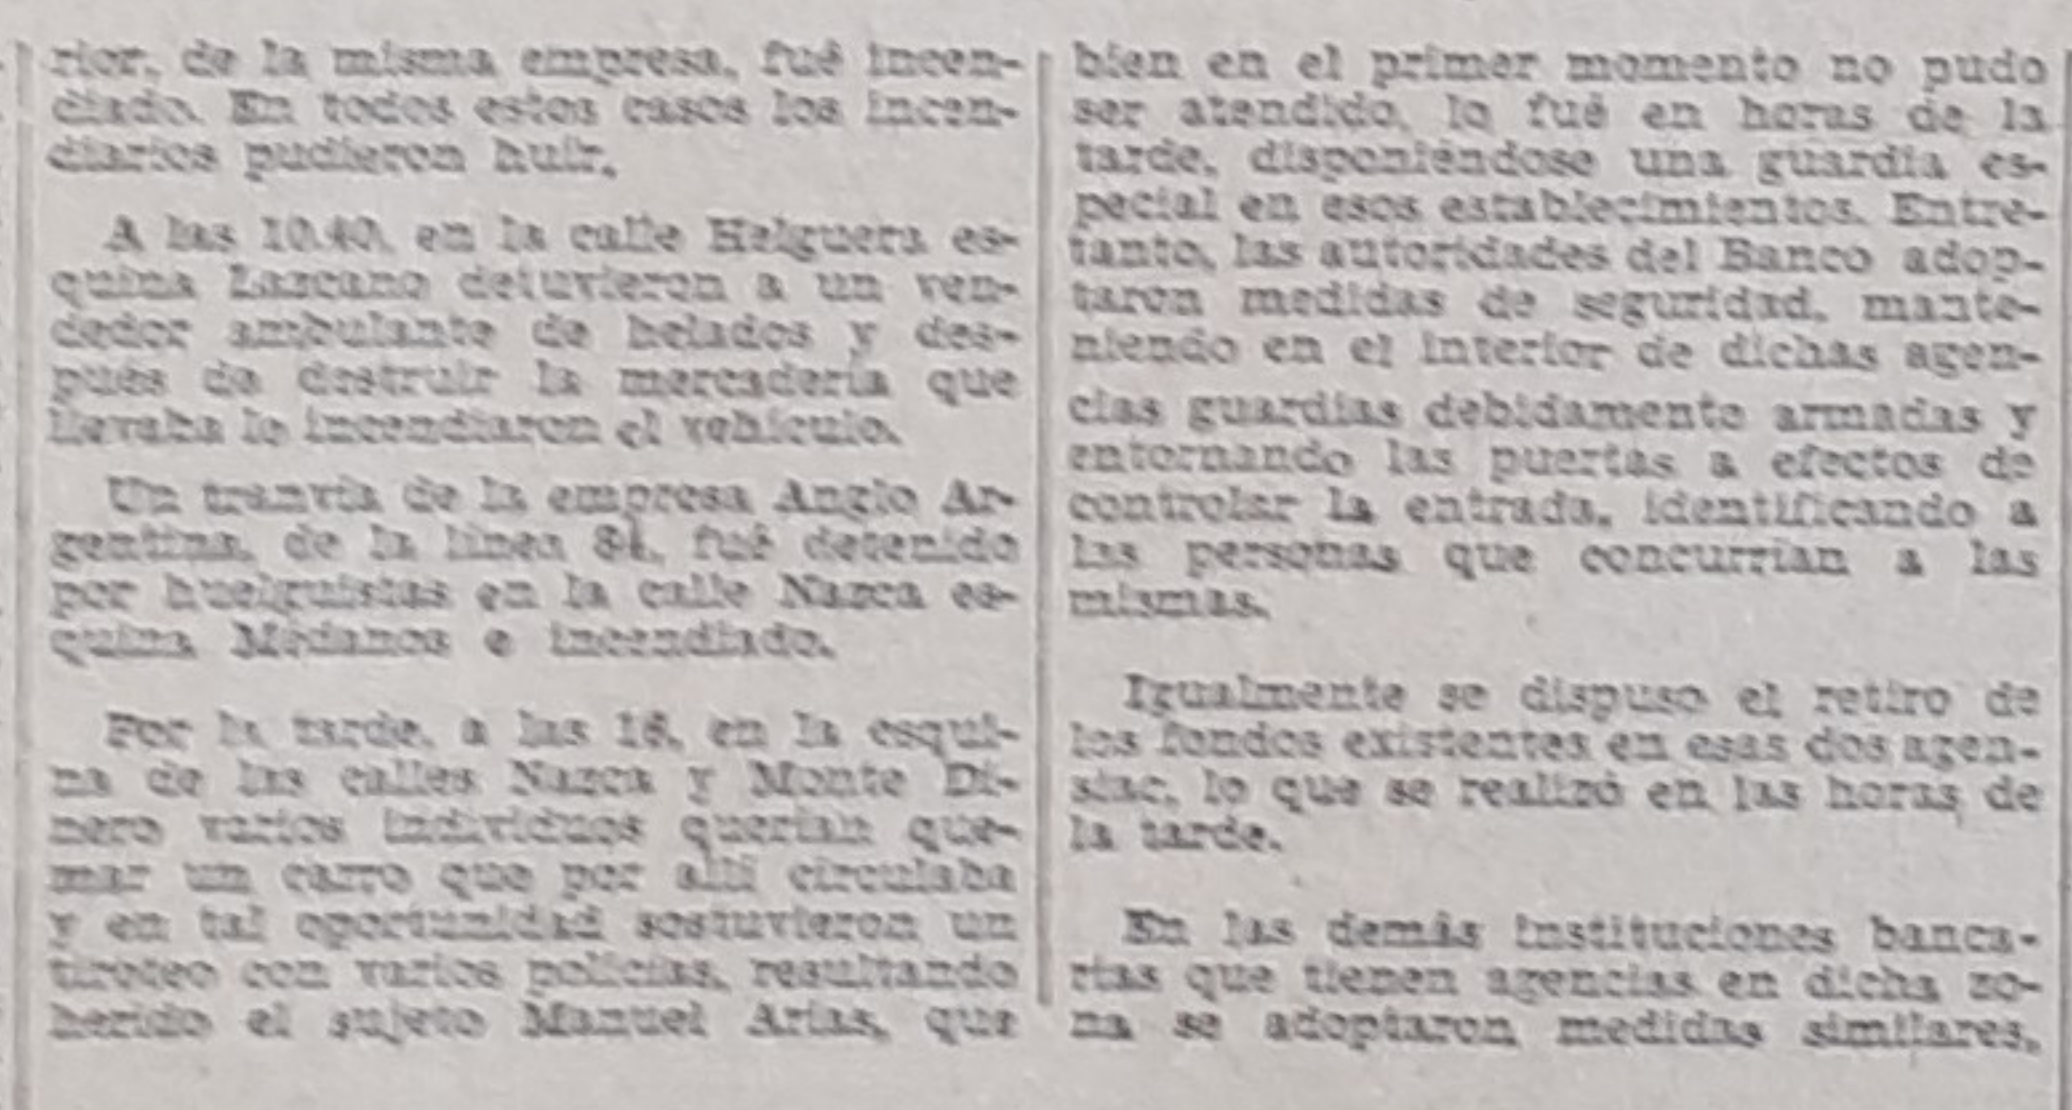 rior, de la misma empresa, fué incen-
diado. En todos estos casos los incen-
diarios pudieron huir.
A las 10.40, en la calle Helguera es-
quina Lazcano detuvieron a un ven-
dedor ambulante de helados y des-
pués de destruir la mercadería que
llevaba le incendiaron el vehículo.
Un tranvía de la empresa Anglo Ar-
gentina, de la línea 84, fué detenido
por huelguistas en la calle Nazca es-
quina Médanos e incendiado.
Por la tarde, a las 16, en la esqui-
na de las calles Nazca y Monte Di-
nero varios individuos querían que-
mar un carro que por allí circulaba
y en tal oportunidad sostuvieron un
tiroteo con varios policías, resultando
herido el sujeto Manuel Arias, que
bien en el primer momento no pudo
ser atendido, lo fué en horas de la
tarde, disponiéndose una guardia es-
pecial en esos establecimientos. Entre-
tanto, las autoridades del Banco adop-
taron medidas de seguridad, mante-
niendo en el interior de dichas agen-
cias guardias debidamente armadas y
entornando las puertas a efectos de
controlar la entrada, identificando a
las personas que concurrían a las
mismas.
Igualmente se dispuso el retiro de
los fondos existentes en esas dos agen-
siac, lo que se realizó en las horas de
la tarde.
En las demás instituciones banca-
rias que tienen agencias en dicha zo-
na se adoptaron medidas similares.